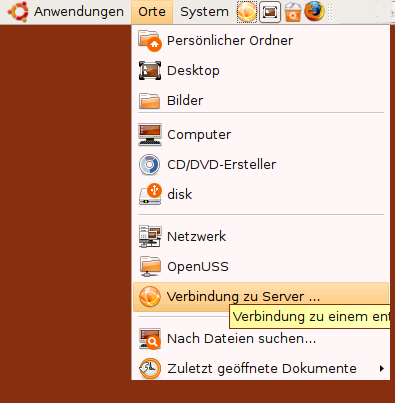 Anwendungen Orte System
Persönlicher Ordner
Desktop
Bilder
Computer
CD/DVD-Ersteller
disk
Netzwerk
OpenUSS
Verbindung zu Server ...
Verbindung zu einem
Nach Dateien suchen...
Zuletzt geöffnete Dokumente